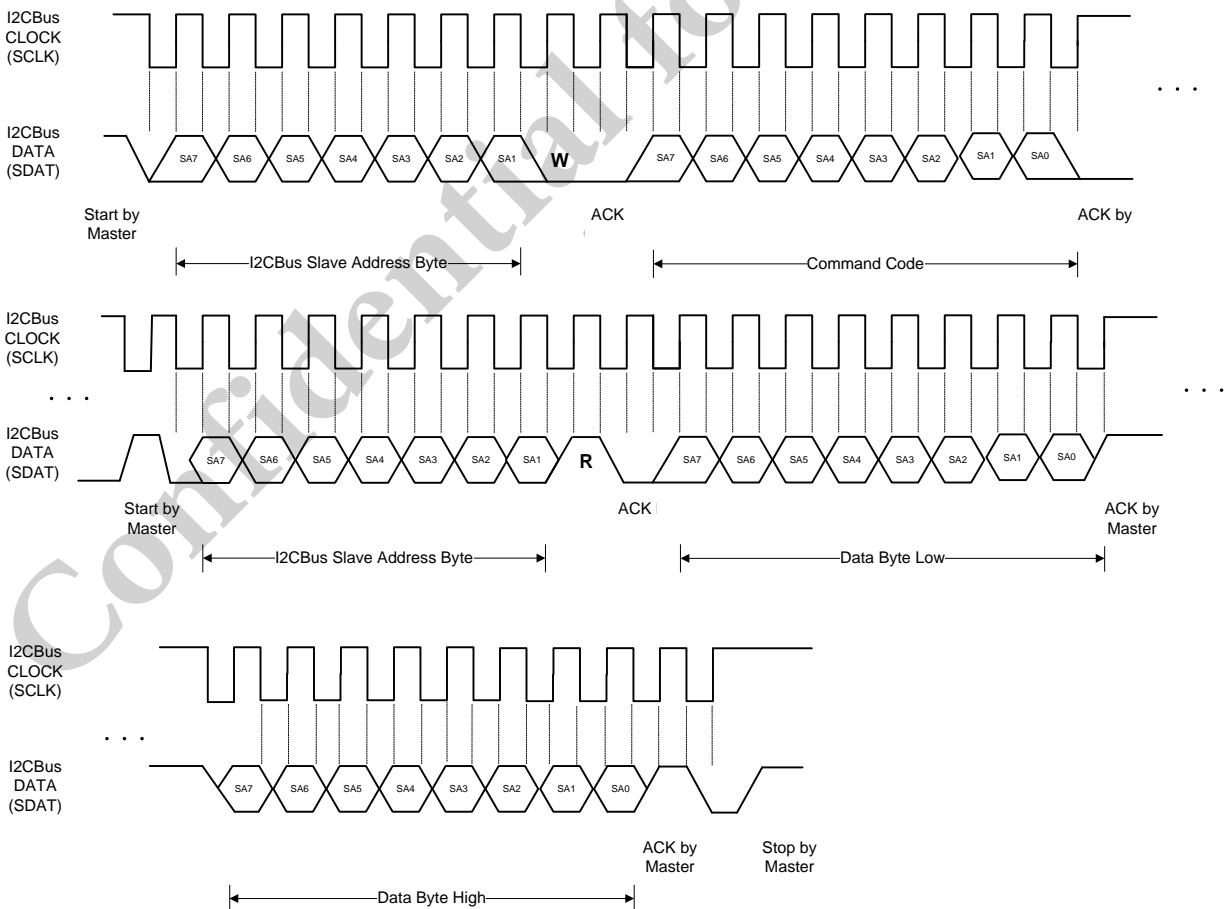 I2CBus
CLOCK
(SCLK)
. . .
I2CBus
DATA
(SDAT)
SA7 SA6 SA5 SA4 SA3 SA2 SA1 W SA7 SA6 SA5 SA4 SA3 SA2 SA1 SA0
Start by
Master
ACK
ACK by
I2CBus Slave Address Byte
Command Code
I2CBus
CLOCK
(SCLK)
. . .
. . .
I2CBus
DATA
(SDAT)
SA7 SA6 SA5 SA4 SA3 SA2 SA1 R SA7 SA6 SA5 SA4 SA3 SA2 SA1 SA0
Start by
Master
ACK
ACK by
Master
I2CBus Slave Address Byte
Data Byte Low
I2CBus
CLOCK
(SCLK)
. . .
I2CBus
DATA
(SDAT)
SA7 SA6 SA5 SA4 SA3 SA2 SA1 SA0
ACK by
Master
Stop by
Master
Data Byte High
Confidential fo